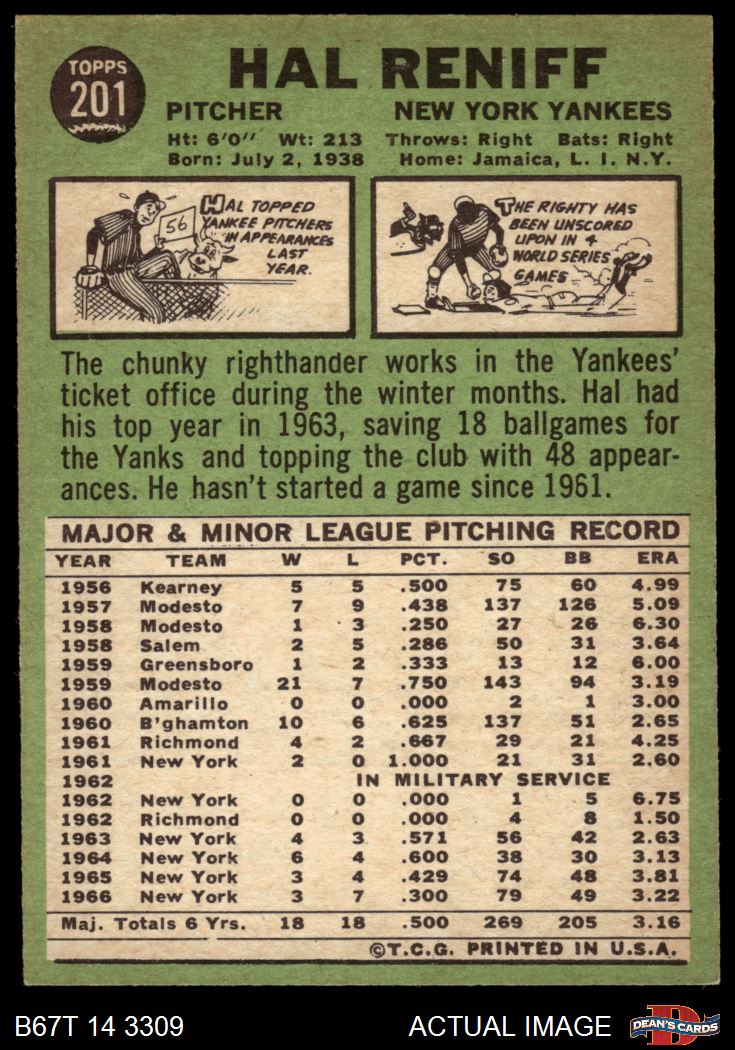 TOPPS
201
HAL RENIFF
PITCHER NEW YORK YANKEES
Ht: 6'0" Wt: 213 Throws: Right Bats: Right
Born: July 2, 1938 Home: Jamaica, L. I. N.Y.
56
HAL TOPPED
YANKEE PITCHERS
IN APPEARANCES
LAST
YEAR.
THE RIGHTY HAS
BEEN UNSCORED
UPON IN 4
WORLD SERIES
GAMES
The chunky righthander works in the Yankees'
ticket office during the winter months. Hal had
his top year in 1963, saving 18 ballgames for
the Yanks and topping the club with 48 appear-
ances. He hasn't started a game since 1961.
MAJOR & MINOR LEAGUE PITCHING RECORD
YEAR TEAM W L PCT. SO BB ERA
1956 Kearney 5 5 .500 75 60 4.99
1957 Modesto 7 9 .438 137 126 5.09
1958 Modesto 1 3 .250 27 26 6.30
1958 Salem 2 5 .286 50 31 3.64
1959 Greensboro 1 2 .333 13 12 6.00
1959 Modesto 21 7 .750 143 94 3.19
1960 Amarillo 0 0 .000 2 1 3.00
1960 B'ghamton 10 6 .625 137 51 2.65
1961 Richmond 4 2 .667 29 21 4.25
1961 New York 2 0 1.000 21 31 2.60
1962 IN MILITARY SERVICE
1962 New York 0 0 .000 1 5 6.75
1962 Richmond 0 0 .000 4 8 1.50
1963 New York 4 3 .571 56 42 2.63
1964 New York 6 4 .600 38 30 3.13
1965 New York 3 4 .429 74 48 3.81
1966 New York 3 7 .300 79 49 3.22
Maj. Totals 6 Yrs. 18 18 .500 269 205 3.16
©T.C.G. PRINTED IN U.S.A.
B67T 14 3309 ACTUAL IMAGE D DEAN'S CARDS